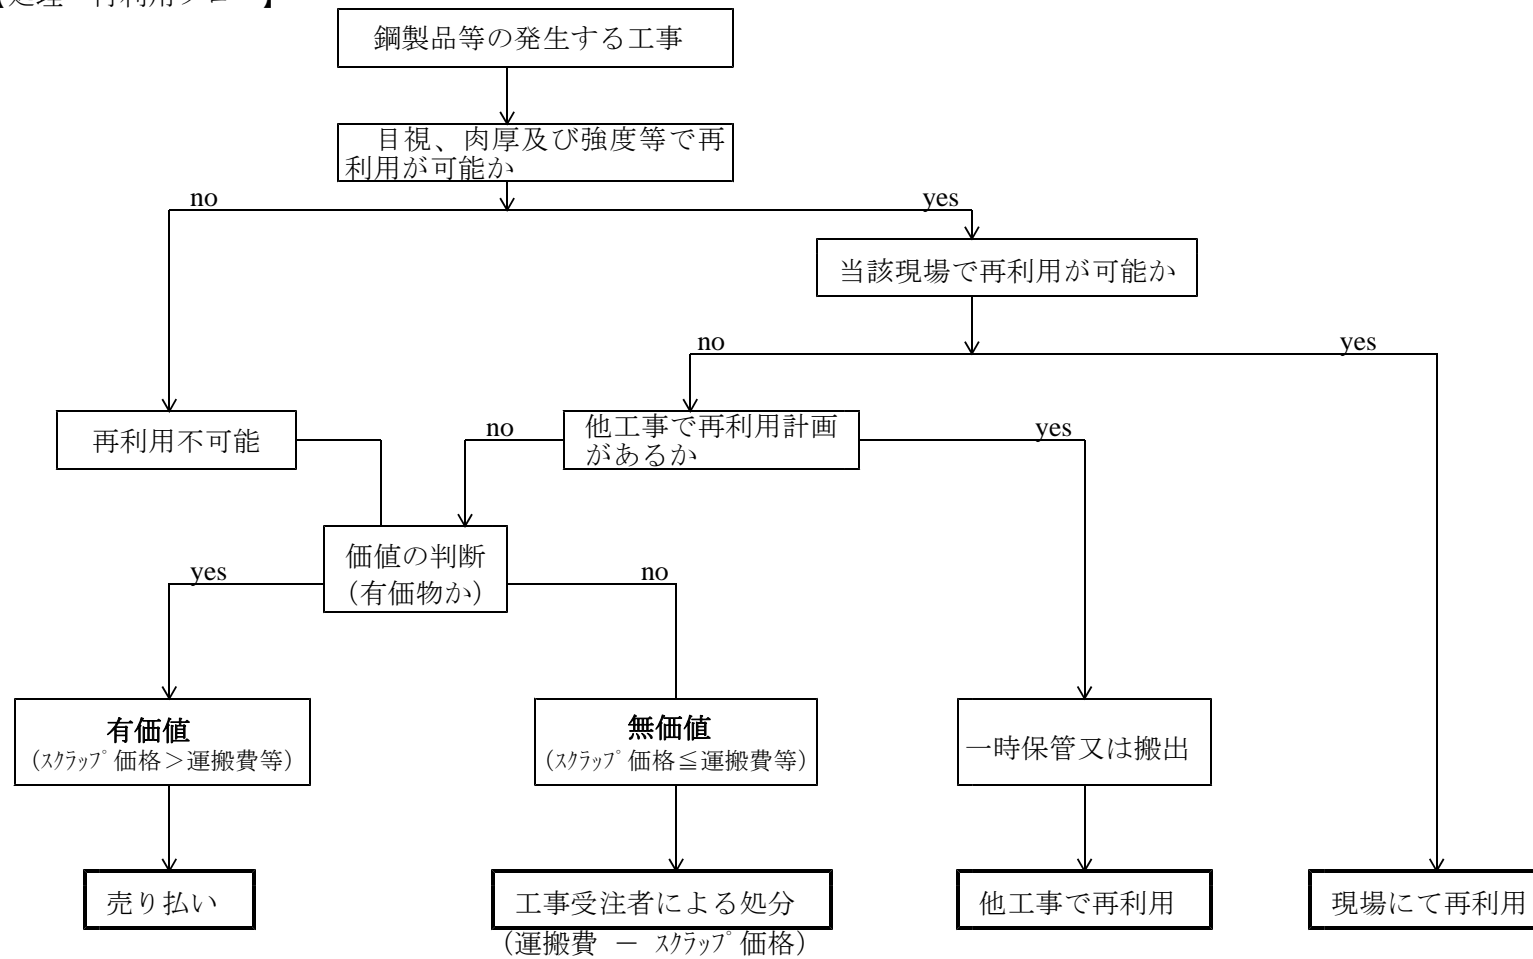 鋼製品等の発生する工事
目視、肉厚及び強度等で再
利用が可能か
no
yes
当該現場で再利用が可能か
no
yes
再利用不可能
no
他工事で再利用計画
があるか
yes
価値の判断
（有価物か）
yes
no
有価値
（ｽｸﾗｯﾌﾟ価格＞運搬費等）
無価値
（ｽｸﾗｯﾌﾟ価格≦運搬費等）
一時保管又は搬出
売り払い
工事受注者による処分
（運搬費 － ｽｸﾗｯﾌﾟ価格）
他工事で再利用
現場にて再利用